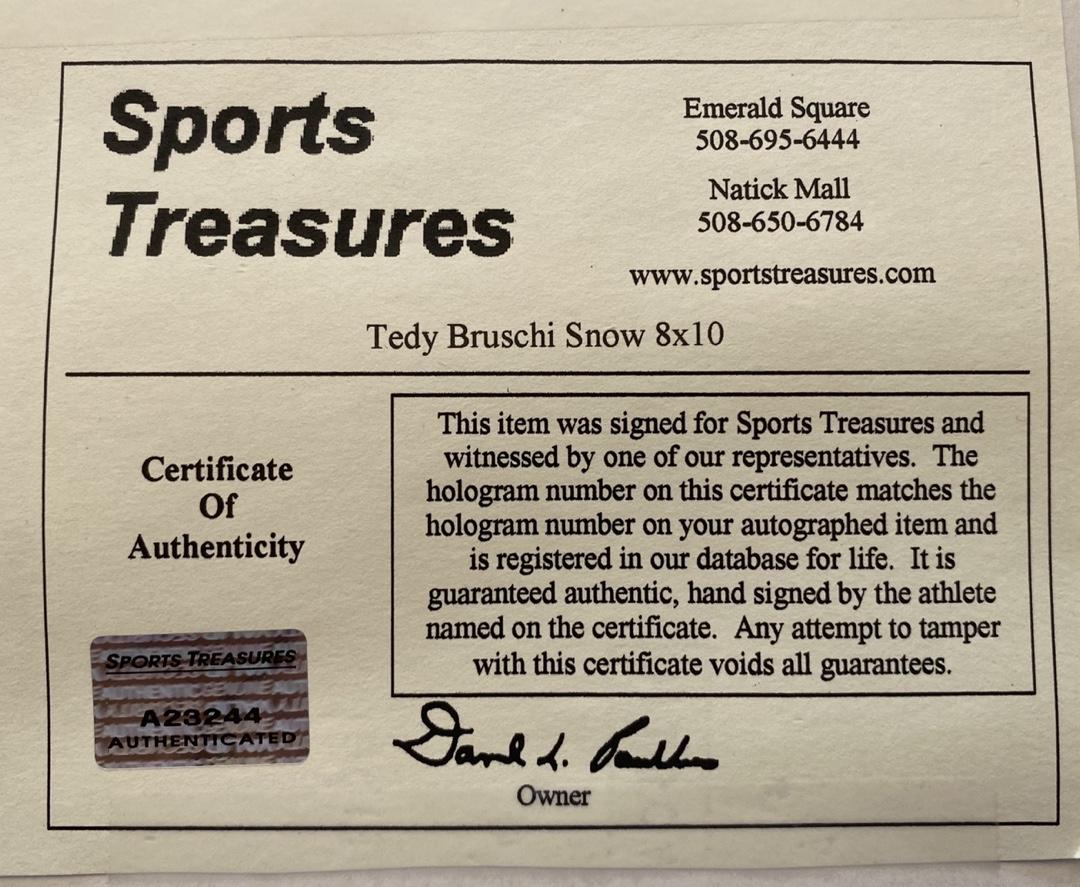 Sports
Treasures
Emerald Square
508-695-6444
Natick Mall
508-650-6784
www.sportstreasures.com
Tedy Bruschi Snow 8x10
Certificate
Of
Authenticity
This item was signed for Sports Treasures and
witnessed by one of our representatives. The
hologram number on this certificate matches the
hologram number on your autographed item and
is registered in our database for life. It is
guaranteed authentic, hand signed by the athlete
named on the certificate. Any attempt to tamper
with this certificate voids all guarantees.
SPORTS TREASURES
A23244
AUTHENTICATED
Owner